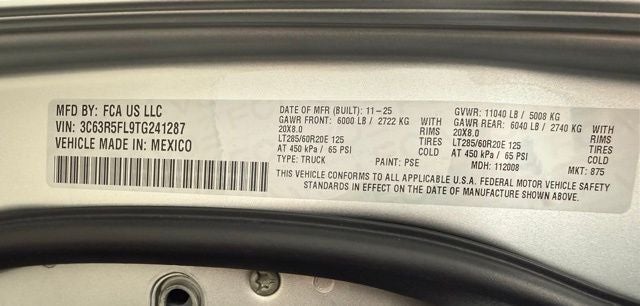 MFD BY: FCA US LLC
VIN: 3C63R5FL9TG241287
VEHICLE MADE IN: MEXICO
DATE OF MFR (BUILT): 11-25
GAWR FRONT: 6000 LB / 2722 KG WITH
20X8.0 RIMS
LT285/60R20E 125 TIRES
AT 450 kPa / 65 PSI COLD
TYPE: TRUCK PAINT: PSE
GVWR: 11040 LB / 5008 KG
GAWR REAR: 6040 LB / 2740 KG WITH
20X8.0 RIMS
LT285/60R20E 125 TIRES
AT 450 kPa / 65 PSI COLD
MDH: 112008 MKT: 875
THIS VEHICLE CONFORMS TO ALL APPLICABLE U.S.A. FEDERAL MOTOR VEHICLE SAFETY
STANDARDS IN EFFECT ON THE DATE OF MANUFACTURE SHOWN ABOVE.